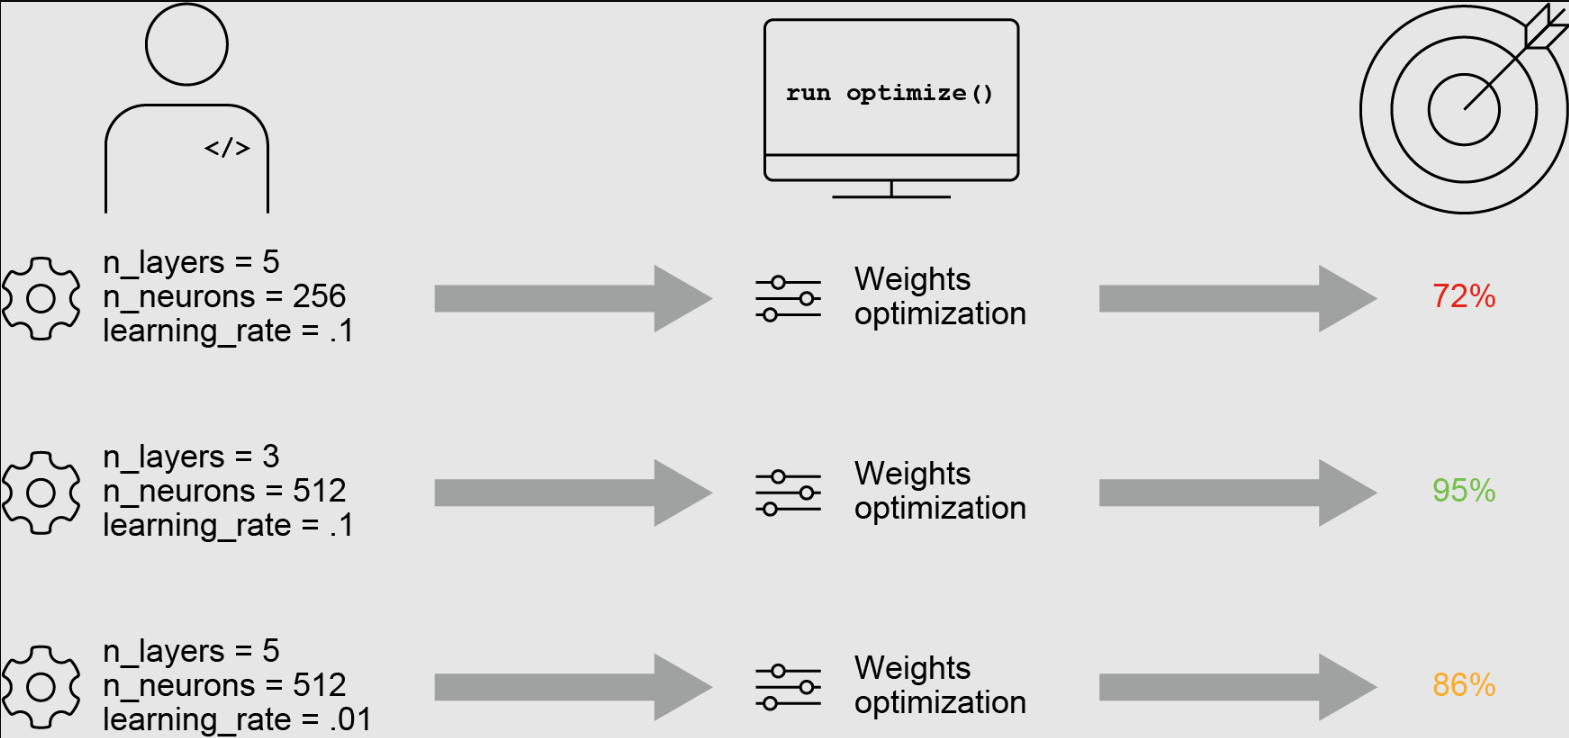 </>
run optimize()
n_layers = 5
n_neurons = 256
learning_rate = .1
Weights
optimization
72%
n_layers = 3
n_neurons = 512
learning_rate = .1
Weights
optimization
95%
n_layers = 5
n_neurons = 512
learning_rate = .01
Weights
optimization
86%